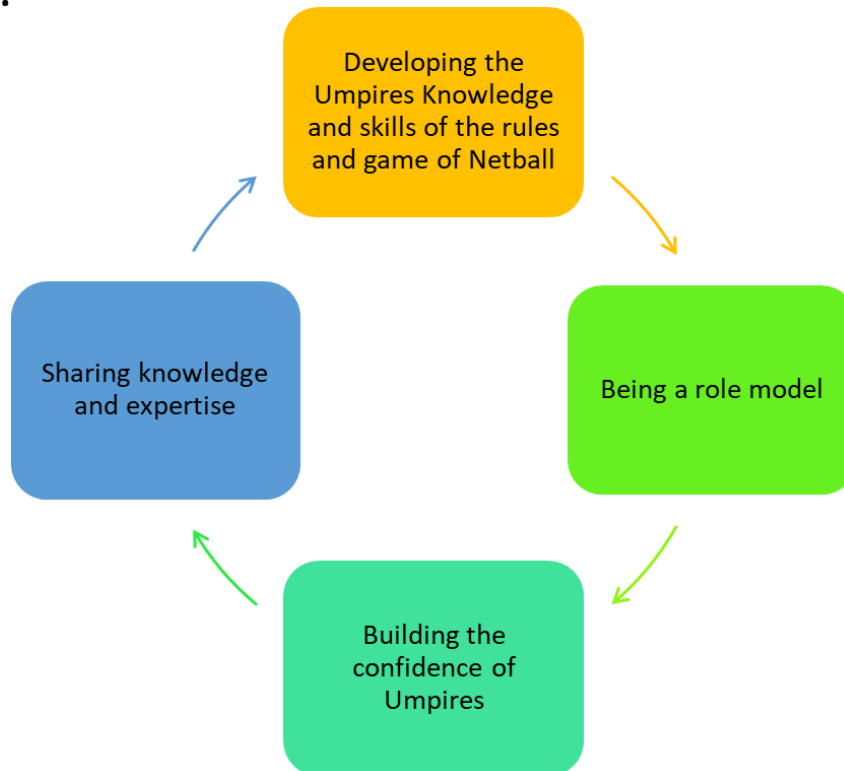 Developing the
Umpires Knowledge
and skills of the rules
and game of Netball
Sharing knowledge
and expertise
Being a role model
Building the
confidence of
Umpires